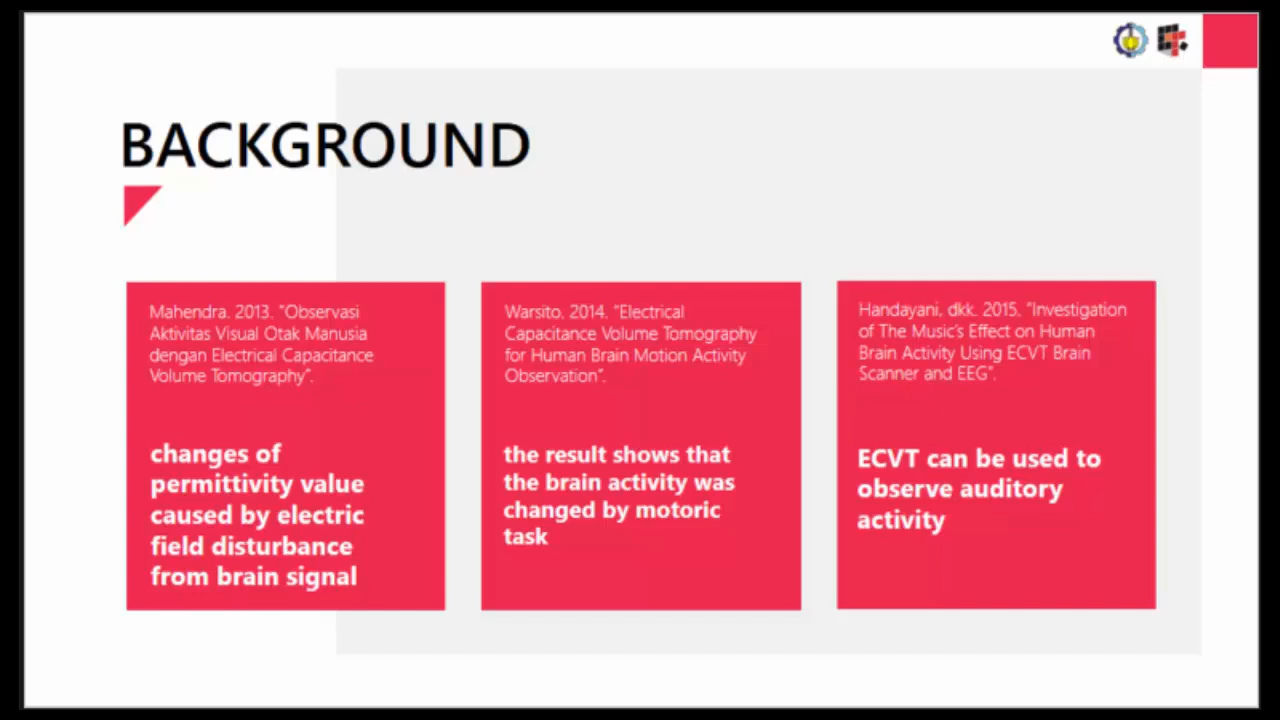 BACKGROUND
Mahendra. 2013. "Observasi
Aktivitas Visual Otak Manusia
dengan Electrical Capacitance
Volume Tomography".
changes of
permittivity value
caused by electric
field disturbance
from brain signal
Warsito, 2014. "Electrical
Capacitance Volume Tomography
for Human Brain Motion Activity
Observation".
the result shows that
the brain activity was
changed by motoric
task
Handayani, dkk. 2015. "Investigation
of The Music's Effect on Human
Brain Activity Using ECVT Brain
Scanner and EEG".
ECVT can be used to
observe auditory
activity